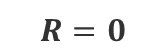 R = 0